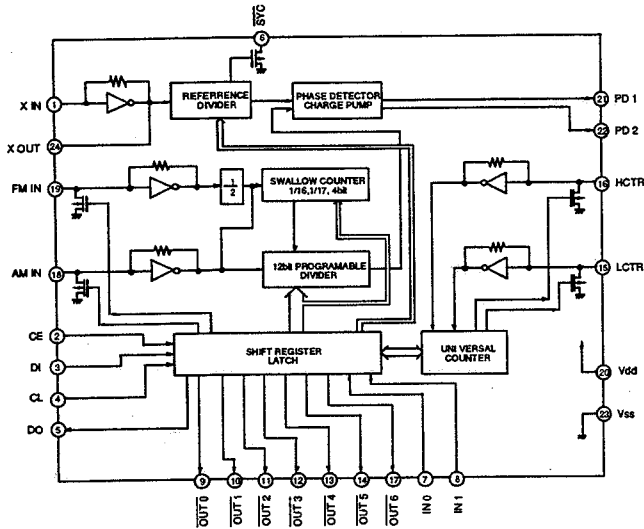 SYC
6
X IN
1
REFERRENCE
DIVIDER
PHASE DETECTOR
CHARGE PUMP
21
PD 1
X OUT
24
22
PD 2
FM IN
19
1
2
SWALLOW COUNTER
1/16,1/17, 4bit
16
HCTR
AM IN
18
12bit PROGRAMABLE
DIVIDER
15
LCTR
CE
2
DI
3
CL
4
DO
5
SHIFT REGISTER
LATCH
UNI VERSAL
COUNTER
20
Vdd
23
Vss
9
10
11
12
13
14
17
7
8
OUT 0
OUT 1
OUT 2
OUT 3
OUT 4
OUT 5
OUT 6
IN 0
IN 1